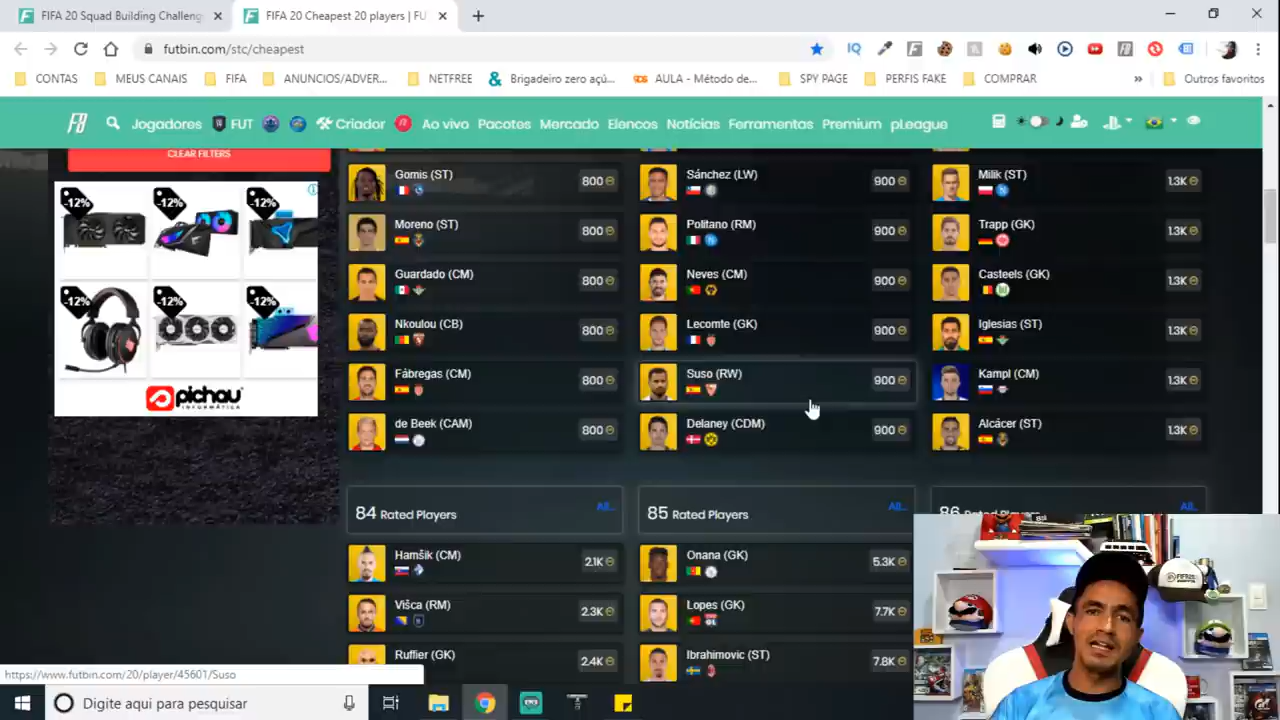 FIFA 20 Squad Building Challeng
FIFA 20 Cheapest 20 players | FU
futbin.com/stc/cheapest
CONTAS
MEUS CANAIS
FIFA
ANUNCIOS/ADVER...
NETFREE
Brigadeiro zero açú...
AULA - Método de...
SPY PAGE
PERFIS FAKE
COMPRAR
»
Outros favoritos
Jogadores
FUT
Criador
Ao vivo
Pacotes
Mercado
Elencos
Notícias
Ferramentas
Premium
pLeague
CLEAR FILTERS
-12%
-12%
-12%
-12%
-12%
-12%
pichau
INFORMÁTICA
Gomis (ST)
800
Sánchez (LW)
900
Milik (ST)
1.3K
Moreno (ST)
800
Politano (RM)
900
Trapp (GK)
1.3K
Guardado (CM)
800
Neves (CM)
900
Casteels (GK)
1.3K
Nkoulou (CB)
800
Lecomte (GK)
900
Iglesias (ST)
1.3K
Fàbregas (CM)
800
Suso (RW)
900
Kampl (CM)
1.3K
de Beek (CAM)
800
Delaney (CDM)
900
Alcácer (ST)
1.3K
84 Rated Players
All...
85 Rated Players
All...
86 Rated Players
Hamšík (CM)
2.1K
Onana (GK)
5.3K
Višca (RM)
2.3K
Lopes (GK)
7.7K
Ruffier (GK)
2.4K
Ibrahimovic (ST)
7.8K
https://www.futbin.com/20/player/45601/Suso
Digite aqui para pesquisar